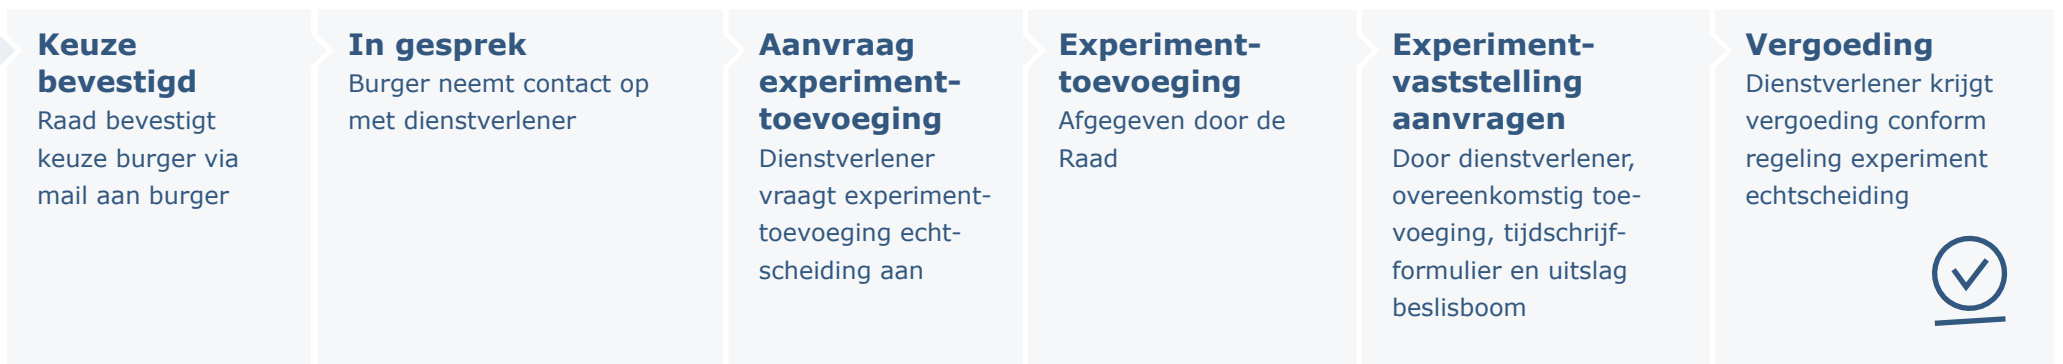 Keuze
bevestigd
Raad bevestigt
keuze burger via
mail aan burger
In gesprek
Burger neemt contact op
met dienstverlener
Aanvraag
experiment-
toevoeging
Dienstverlener
vraagt experiment-
toevoeging echt-
scheiding aan
Experiment-
toevoeging
Afgegeven door de
Raad
Experiment-
vaststelling
aanvragen
Door dienstverlener,
overeenkomstig toe-
voeging, tijdschrijf-
formulier en uitslag
beslisboom
Vergoeding
Dienstverlener krijgt
vergoeding conform
regeling experiment
echtscheiding